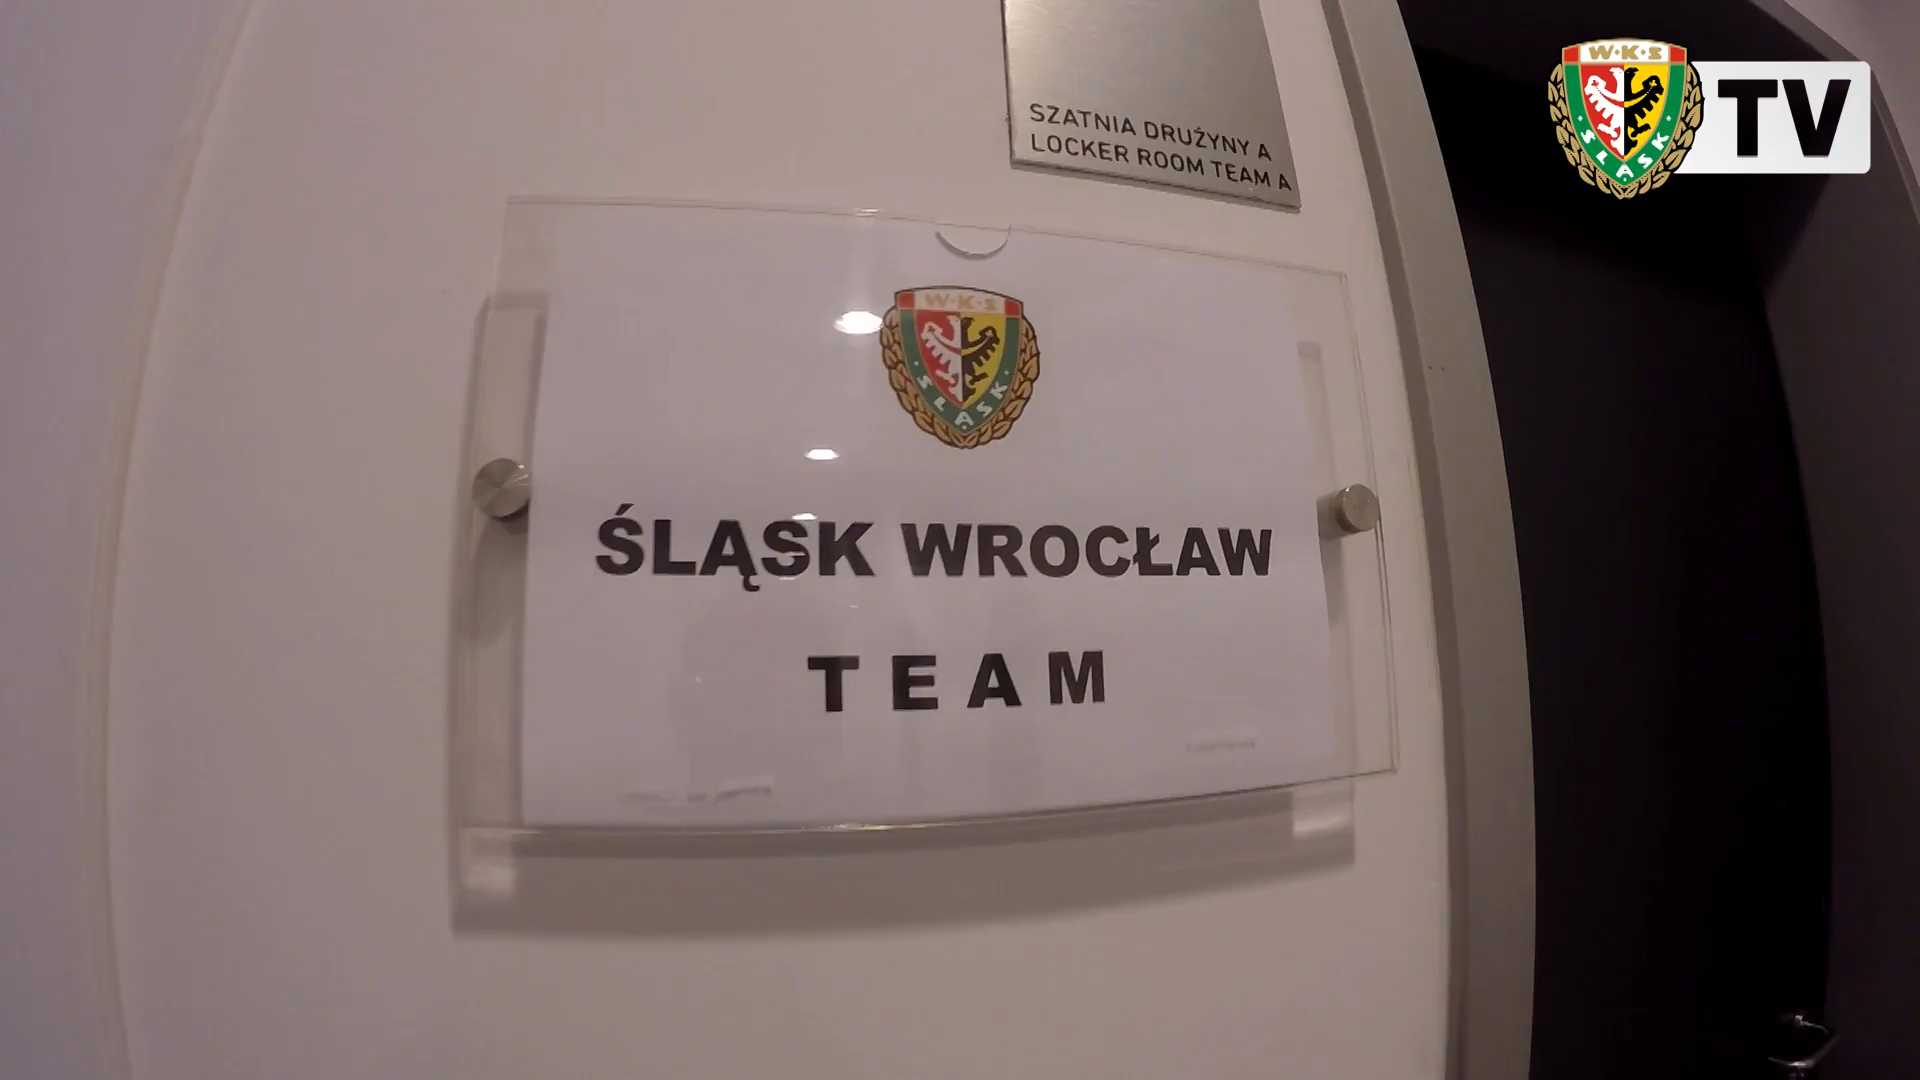 W·K·S
ŚLĄSK
TV
SZATNIA DRUŻYNY A
LOCKER ROOM TEAM A
W·K·S
ŚLĄSK
ŚLĄSK WROCŁAW
TEAM